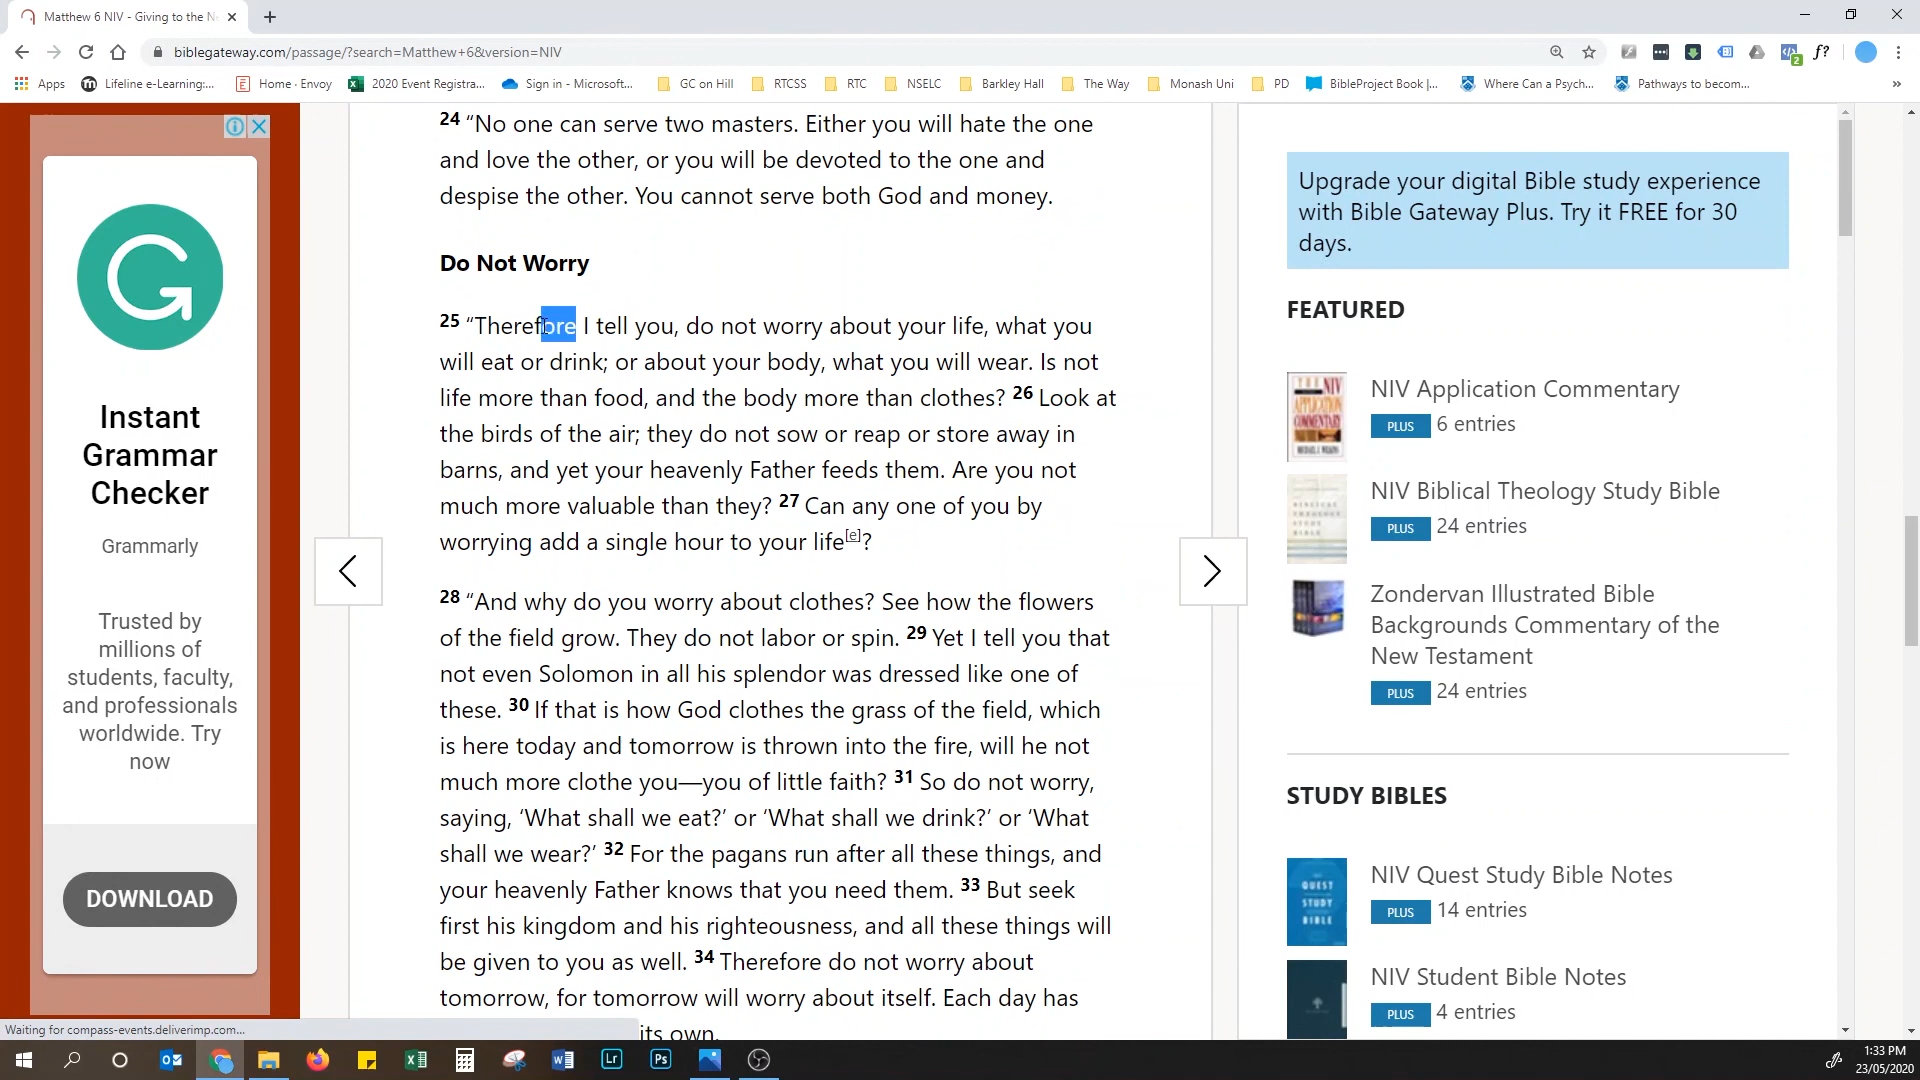 Matthew 6 NIV - Giving to the N
biblegateway.com/passage/?search=Matthew+6&version=NIV
f?
2
Apps
Lifeline e-Learning:...
Home · Envoy
2020 Event Registra...
Sign in - Microsoft...
GC on Hill
RTCSS
RTC
NSELC
Barkley Hall
The Way
Monash Uni
PD
BibleProject Book |...
Where Can a Psych...
Pathways to becom...
»
Instant
Grammar
Checker
Grammarly
Trusted by
millions of
students, faculty,
and professionals
worldwide. Try
now
DOWNLOAD
24 “No one can serve two masters. Either you will hate the one
and love the other, or you will be devoted to the one and
despise the other. You cannot serve both God and money.
Do Not Worry
25 “Therefore I tell you, do not worry about your life, what you
will eat or drink; or about your body, what you will wear. Is not
life more than food, and the body more than clothes? 26 Look at
the birds of the air; they do not sow or reap or store away in
barns, and yet your heavenly Father feeds them. Are you not
much more valuable than they? 27 Can any one of you by
worrying add a single hour to your life[e]?
28 “And why do you worry about clothes? See how the flowers
of the field grow. They do not labor or spin. 29 Yet I tell you that
not even Solomon in all his splendor was dressed like one of
these. 30 If that is how God clothes the grass of the field, which
is here today and tomorrow is thrown into the fire, will he not
much more clothe you—you of little faith? 31 So do not worry,
saying, ‘What shall we eat?’ or ‘What shall we drink?’ or ‘What
shall we wear?’ 32 For the pagans run after all these things, and
your heavenly Father knows that you need them. 33 But seek
first his kingdom and his righteousness, and all these things will
be given to you as well. 34 Therefore do not worry about
tomorrow, for tomorrow will worry about itself. Each day has
its own.
Upgrade your digital Bible study experience
with Bible Gateway Plus. Try it FREE for 30
days.
FEATURED
NIV Application Commentary
PLUS 6 entries
NIV Biblical Theology Study Bible
PLUS 24 entries
Zondervan Illustrated Bible
Backgrounds Commentary of the
New Testament
PLUS 24 entries
STUDY BIBLES
NIV Quest Study Bible Notes
PLUS 14 entries
QUEST
STUDY
BIBLE
NIV Student Bible Notes
PLUS 4 entries
Waiting for compass-events.deliverimp.com...
Lr
Ps
1:33 PM
23/05/2020